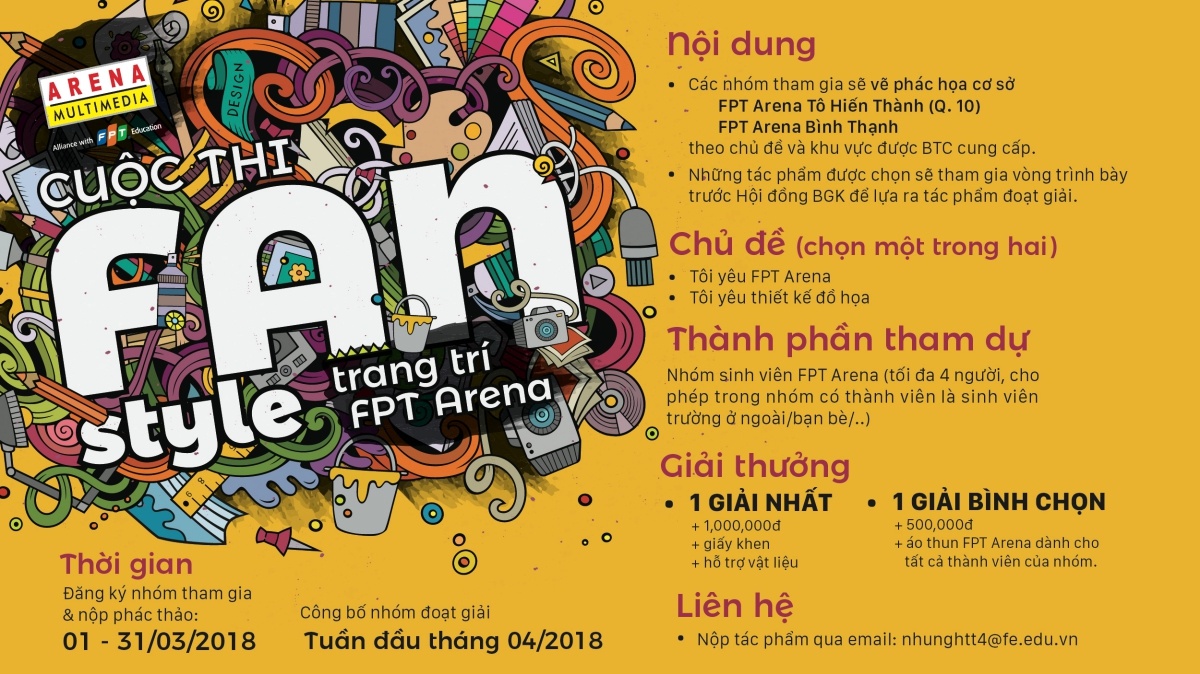 ARENA
MULTIMEDIA
Alliance with FPT Education
DESIGN
CUỘC THI
FAn
style
trang trí
FPT Arena
Thời gian
Đăng ký nhóm tham gia
& nộp phác thảo:
01 - 31/03/2018
Công bố nhóm đoạt giải
Tuần đầu tháng 04/2018
Nội dung
• Các nhóm tham gia sẽ vẽ phác họa cơ sở
FPT Arena Tô Hiến Thành (Q. 10)
FPT Arena Bình Thạnh
theo chủ đề và khu vực được BTC cung cấp.
• Những tác phẩm được chọn sẽ tham gia vòng trình bày
trước Hội đồng BGK để lựa ra tác phẩm đoạt giải.
Chủ đề (chọn một trong hai)
• Tôi yêu FPT Arena
• Tôi yêu thiết kế đồ họa
Thành phần tham dự
Nhóm sinh viên FPT Arena (tối đa 4 người, cho
phép trong nhóm có thành viên là sinh viên
trường ở ngoài/bạn bè/..)
Giải thưởng
• 1 GIẢI NHẤT
+ 1,000,000đ
+ giấy khen
+ hỗ trợ vật liệu
• 1 GIẢI BÌNH CHỌN
+ 500,000đ
+ áo thun FPT Arena dành cho
tất cả thành viên của nhóm.
Liên hệ
• Nộp tác phẩm qua email: nhunghtt4@fe.edu.vn